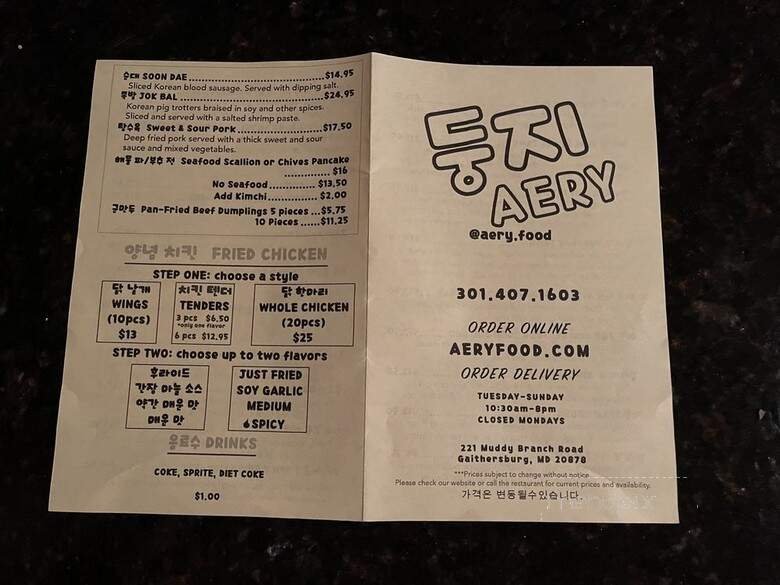 순대 SOON DAE $14.95
Sliced Korean blood sausage. Served with dipping salt.
족발 JOK BAL $24.95
Korean pig trotters braised in soy and other spices.
Sliced and served with a salted shrimp paste.
탕수육 Sweet & Sour Pork $17.50
Deep fried pork served with a thick sweet and sour
sauce and mixed vegetables.
해물 파/부추 전 Seafood Scallion or Chives Pancake
$16
No Seafood $13.50
Add Kimchi $2.00
군만두 Pan-Fried Beef Dumplings 5 pieces ...$5.75
10 Pieces ......$11.25
양념 치킨 FRIED CHICKEN
STEP ONE: choose a style
닭 날개
WINGS
(10pcs)
$13
치킨 텐더
TENDERS
3 pcs $6.50
*only one flavor
6 pcs $12.95
닭 한마리
WHOLE CHICKEN
(20pcs)
$25
STEP TWO: choose up to two flavors
후라이드
간장 마늘 소스
약간 매운 맛
매운 맛
JUST FRIED
SOY GARLIC
MEDIUM
SPICY
음료수 DRINKS
COKE, SPRITE, DIET COKE
$1.00
둥지
AERY
@aery.food
301.407.1603
ORDER ONLINE
AERYFOOD.COM
ORDER DELIVERY
TUESDAY-SUNDAY
10:30am-8pm
CLOSED MONDAYS
221 Muddy Branch Road
Gaithersburg, MD 20878
***Prices subject to change without notice
Please check our website or call the restaurant for current prices and availability.
가격은 변동될수있습니다.